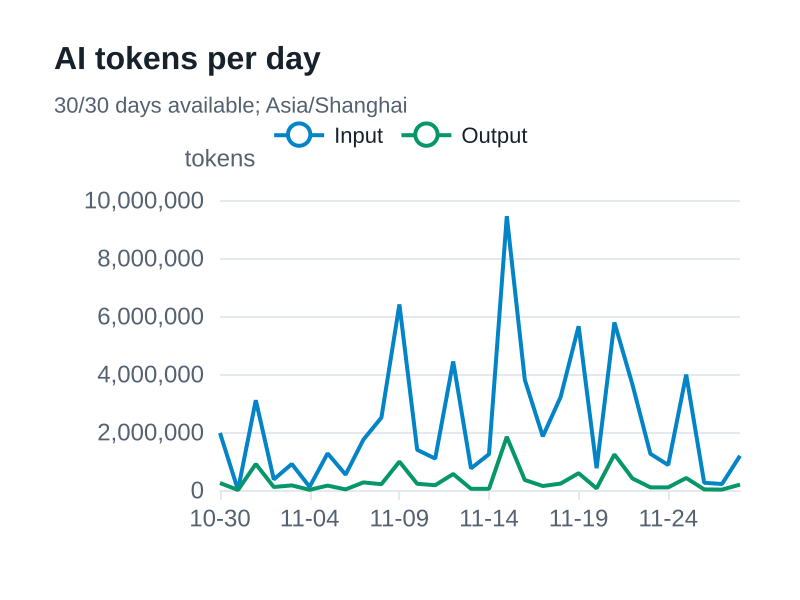 AI tokens per day
30/30 days available; Asia/Shanghai
Input Output
tokens
10,000,000
8,000,000
6,000,000
4,000,000
2,000,000
0
10-30 11-04 11-09 11-14 11-19 11-24